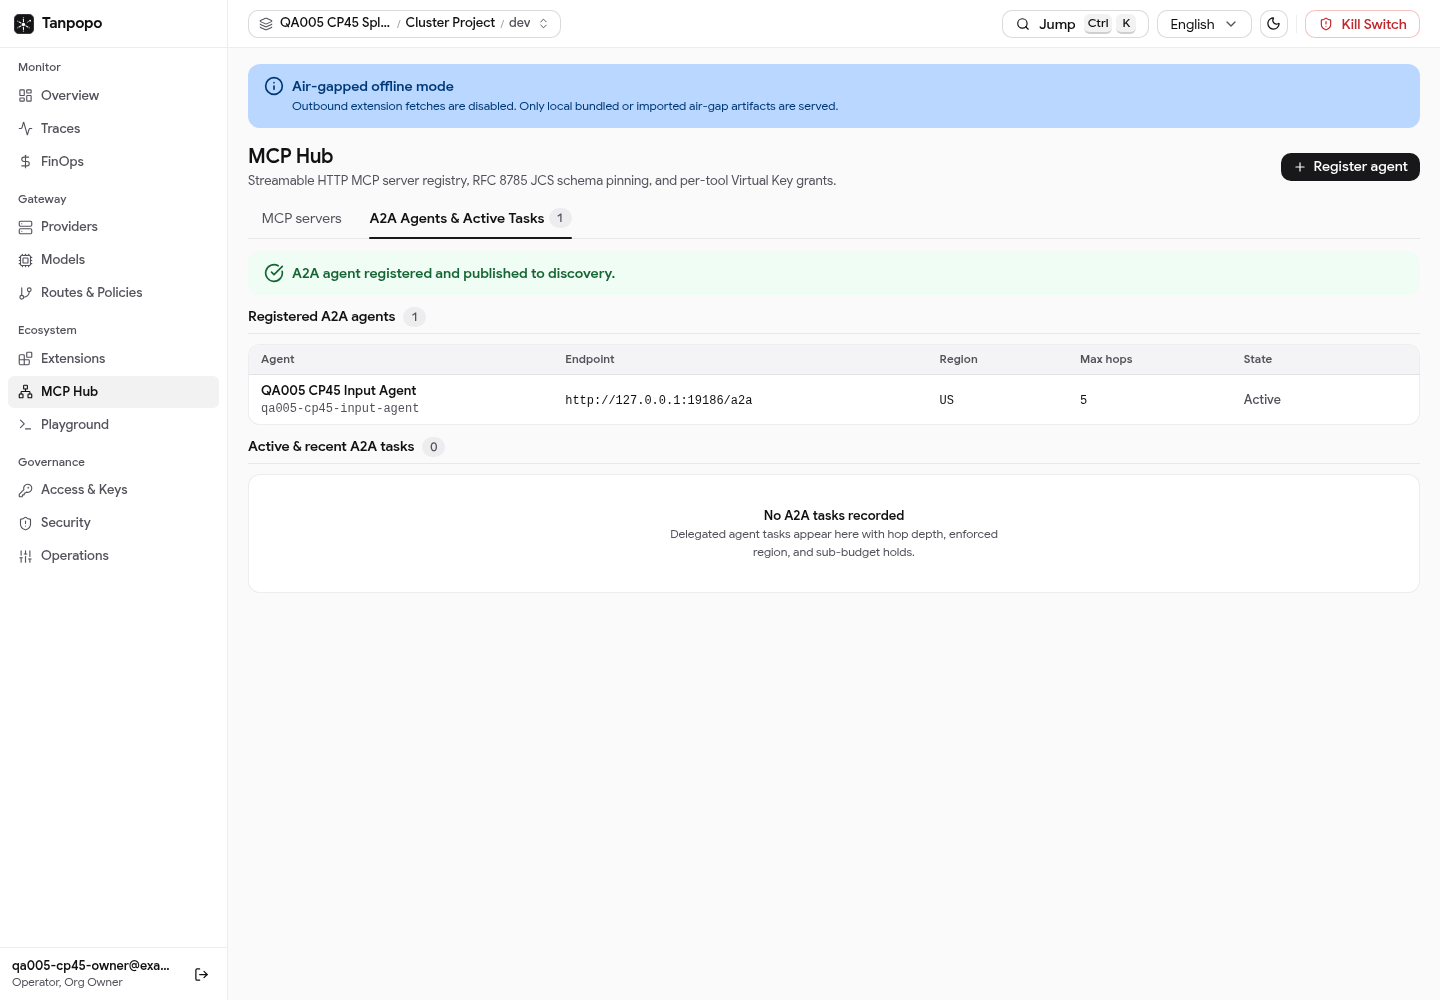 Tanpopo
QA005 CP45 Spl... / Cluster Project / dev
Jump Ctrl K
English
Kill Switch
Monitor
Overview
Traces
FinOps
Gateway
Providers
Models
Routes & Policies
Ecosystem
Extensions
MCP Hub
Playground
Governance
Access & Keys
Security
Operations
qa005-cp45-owner@exa...
Operator, Org Owner
Air-gapped offline mode
Outbound extension fetches are disabled. Only local bundled or imported air-gap artifacts are served.
MCP Hub
Streamable HTTP MCP server registry, RFC 8785 JCS schema pinning, and per-tool Virtual Key grants.
Register agent
MCP servers
A2A Agents & Active Tasks 1
A2A agent registered and published to discovery.
Registered A2A agents 1
Agent Endpoint Region Max hops State
QA005 CP45 Input Agent
qa005-cp45-input-agent
http://127.0.0.1:19186/a2a US 5 Active
Active & recent A2A tasks 0
No A2A tasks recorded
Delegated agent tasks appear here with hop depth, enforced
region, and sub-budget holds.